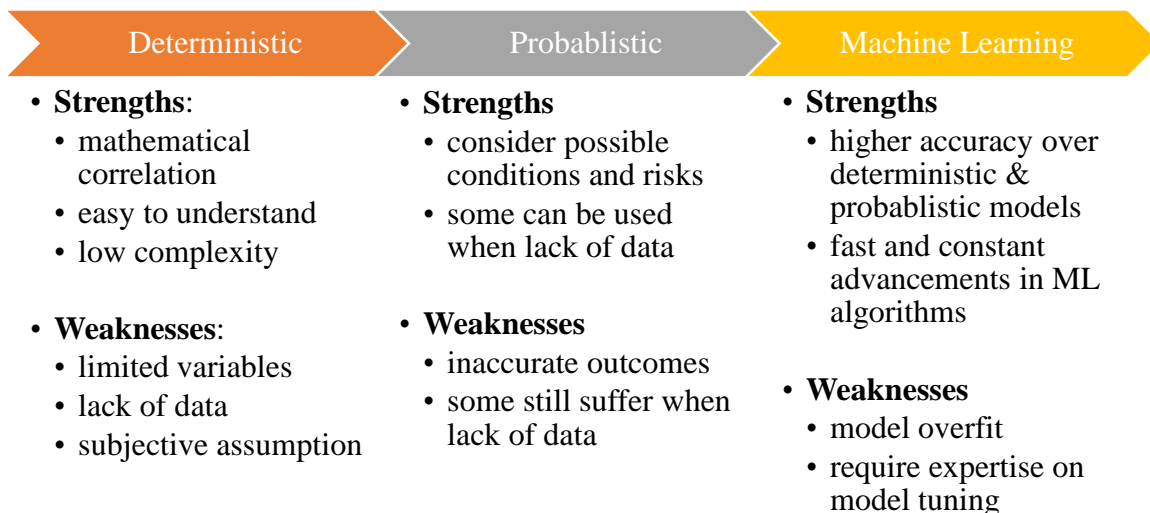 Deterministic
Probablistic
Machine Learning
• Strengths:
• mathematical
correlation
• easy to understand
• low complexity
• Weaknesses:
• limited variables
• lack of data
• subjective assumption
• Strengths
• consider possible
conditions and risks
• some can be used
when lack of data
• Weaknesses
• inaccurate outcomes
• some still suffer when
lack of data
• Strengths
• higher accuracy over
deterministic &
probablistic models
• fast and constant
advancements in ML
algorithms
• Weaknesses
• model overfit
• require expertise on
model tuning